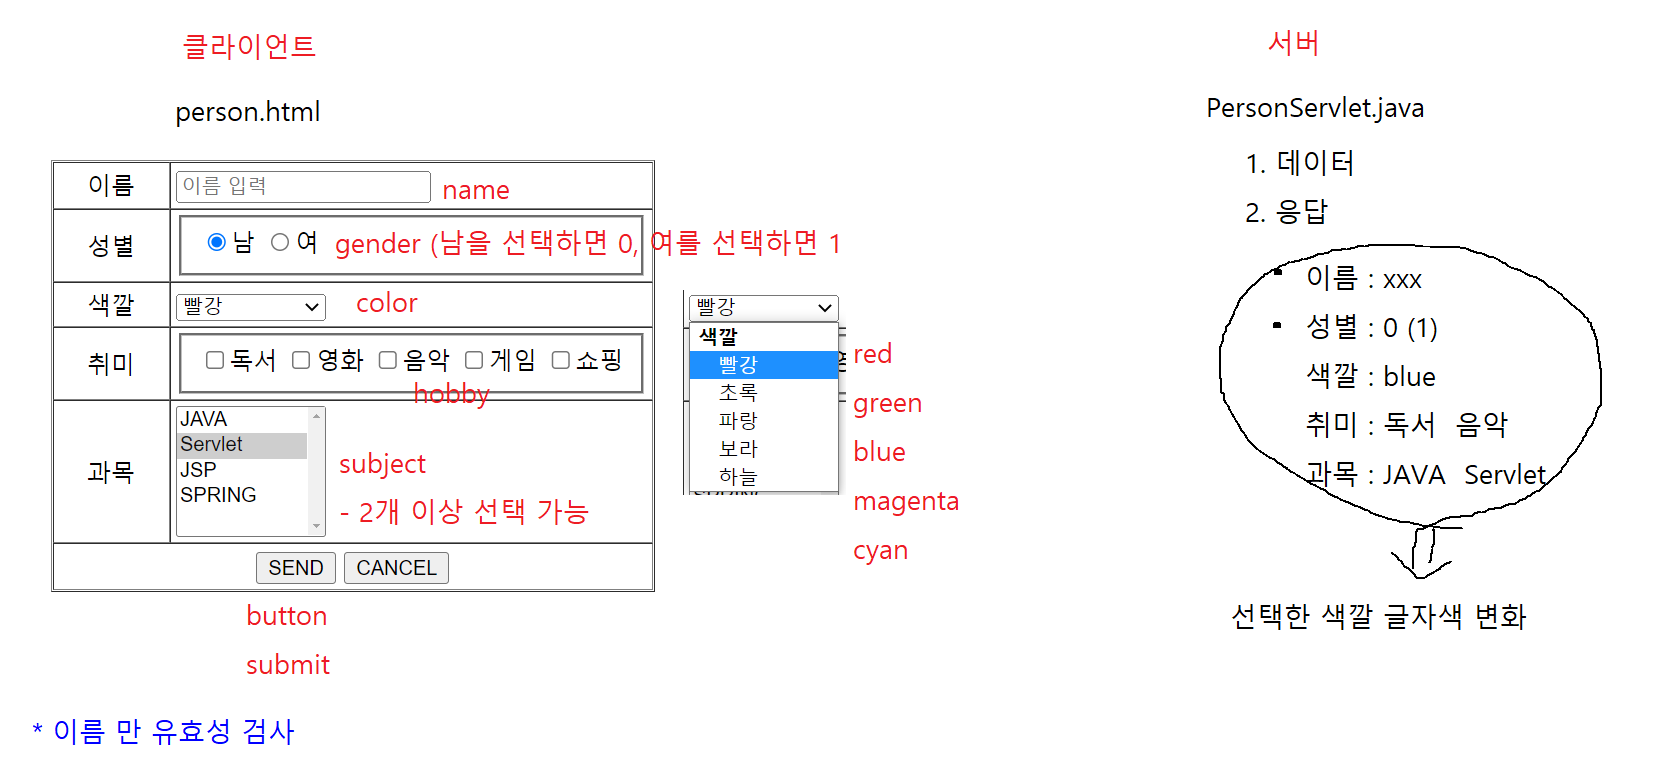 클라이언트
person.html
이름 이름 입력 name
성별 남 여 gender (남을 선택하면 0, 여를 선택하면 1
색깔 빨강 color
취미 독서 영화 음악 게임 쇼핑
hobby
과목
JAVA
Servlet
JSP
SPRING
subject
- 2개 이상 선택 가능
SEND CANCEL
button
submit
* 이름 만 유효성 검사
빨강
색깔
빨강 red
초록 green
파랑 blue
보라 magenta
하늘 cyan
서버
PersonServlet.java
1. 데이터
2. 응답
이름 : xxx
성별 : 0 (1)
색깔 : blue
취미 : 독서 음악
과목 : JAVA Servlet
선택한 색깔 글자색 변화